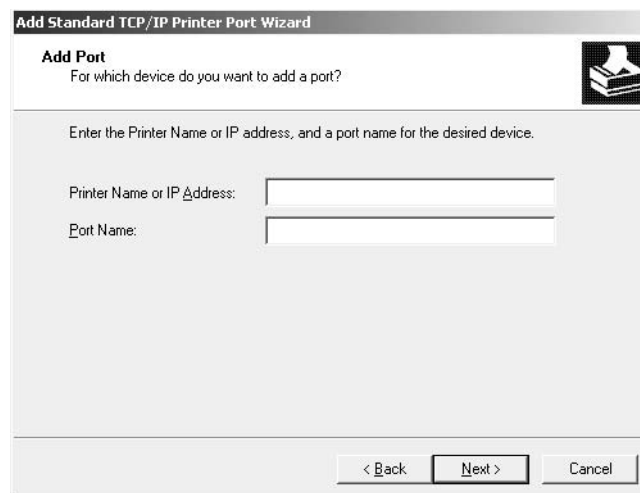 Add Standard TCP/IP Printer Port Wizard
Add Port
For which device do you want to add a port?
Enter the Printer Name or IP address, and a port name for the desired device.
Printer Name or IP Address:
Port Name:
< Back Next > Cancel